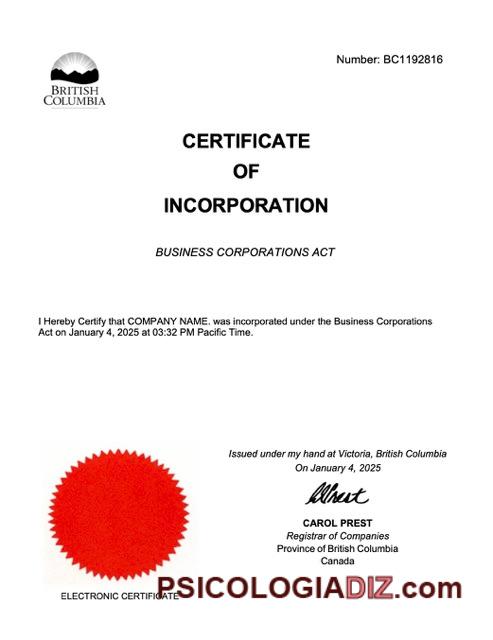 Number: BC1192816
BRITISH
COLUMBIA
CERTIFICATE
OF
INCORPORATION
BUSINESS CORPORATIONS ACT
I Hereby Certify that COMPANY NAME. was incorporated under the Business Corporations
Act on January 4, 2025 at 03:32 PM Pacific Time.
Issued under my hand at Victoria, British Columbia
On January 4, 2025
CAROL PREST
Registrar of Companies
Province of British Columbia
Canada
ELECTRONIC CERTIFICATE
PSICOLOGIADIZ.com